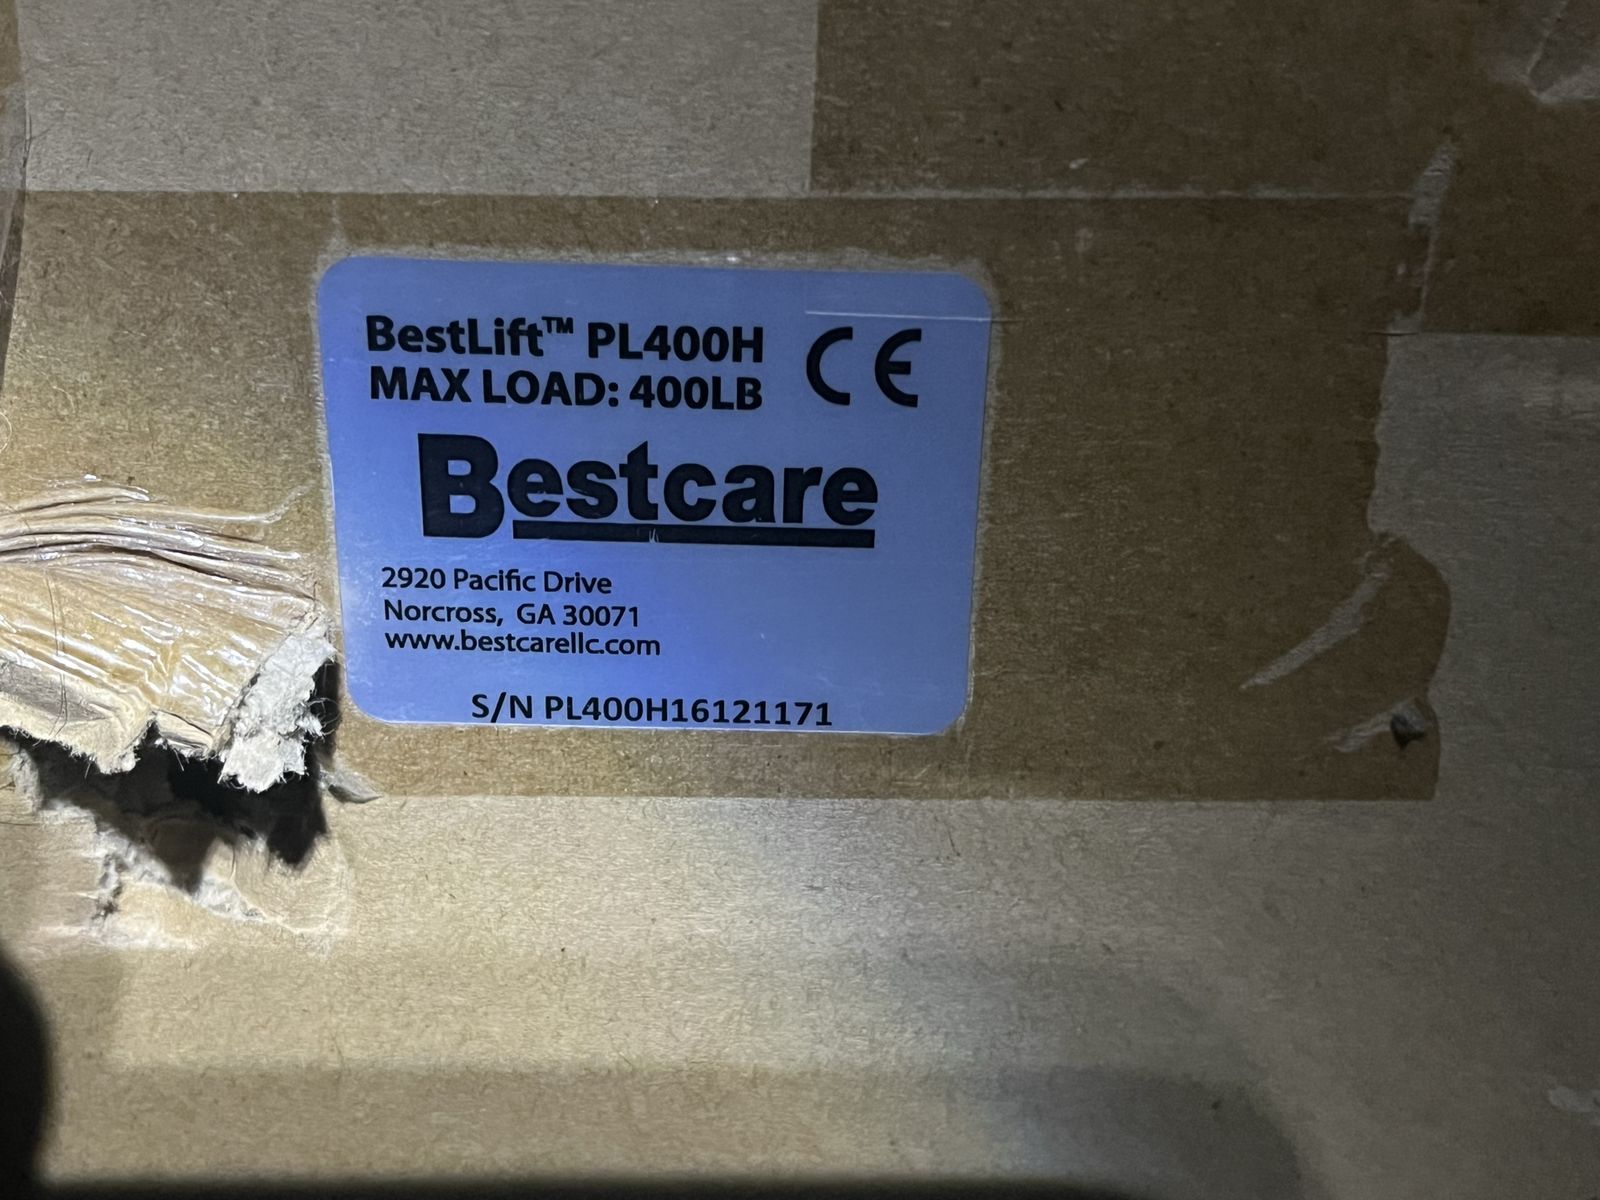 BestLift™ PL400H
MAX LOAD: 400LB
CE
Bestcare
2920 Pacific Drive
Norcross, GA 30071
www.bestcarellc.com
S/N PL400H16121171